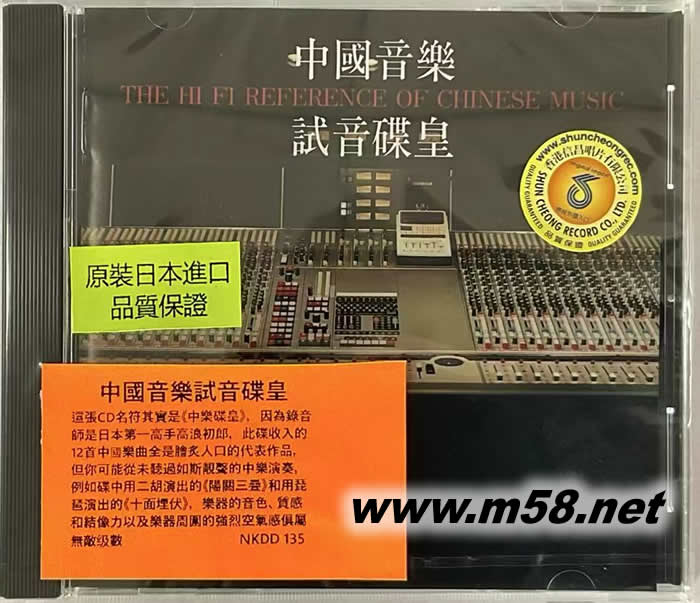 中國音樂
THE HI FI REFERENCE OF CHINESE MUSIC
試音碟皇
www.shuncheongrec.com
香港信昌唱片有限公司
SHUN CHEONG RECORD CO., LTD.
QUALITY GUARANTEED
品質保證
QUALITY GUARANTEED
原裝日本進口
品質保證
中國音樂試音碟皇
這張CD名符其實是《中樂碟皇》，因為錄音
師是日本第一高手高浪初郎，此碟收入的
12首中國樂曲全是膾炙人口的代表作品，
但你可能從未聽過如斯靚聲的中樂演奏，
例如碟中用二胡演出的《陽關三疊》和用琵
琶演出的《十面埋伏》，樂器的音色、質感
和結像力以及樂器周圍的強烈空氣感俱屬
無敵级數 NKDD 135
www.m58.net